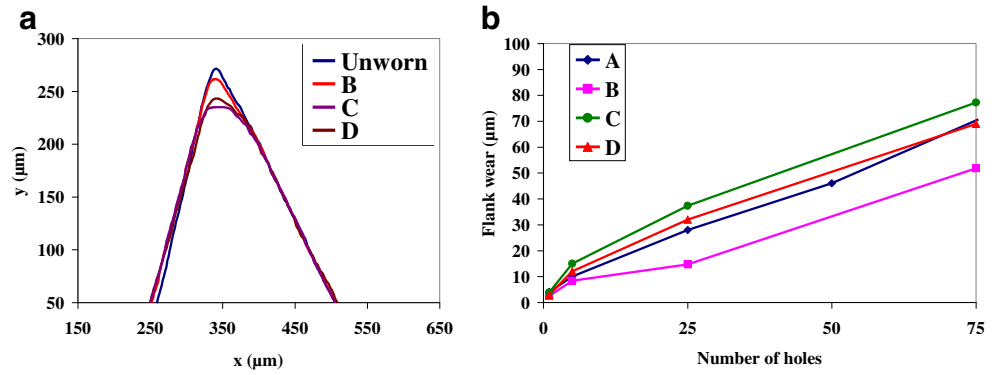 a
y (µm)
300
250
200
150
100
50
150 250 350 450 550 650
x (µm)
Unworn
B
C
D
b
Flank wear (µm)
100
90
80
70
60
50
40
30
20
10
0
0 25 50 75
Number of holes
A
B
C
D